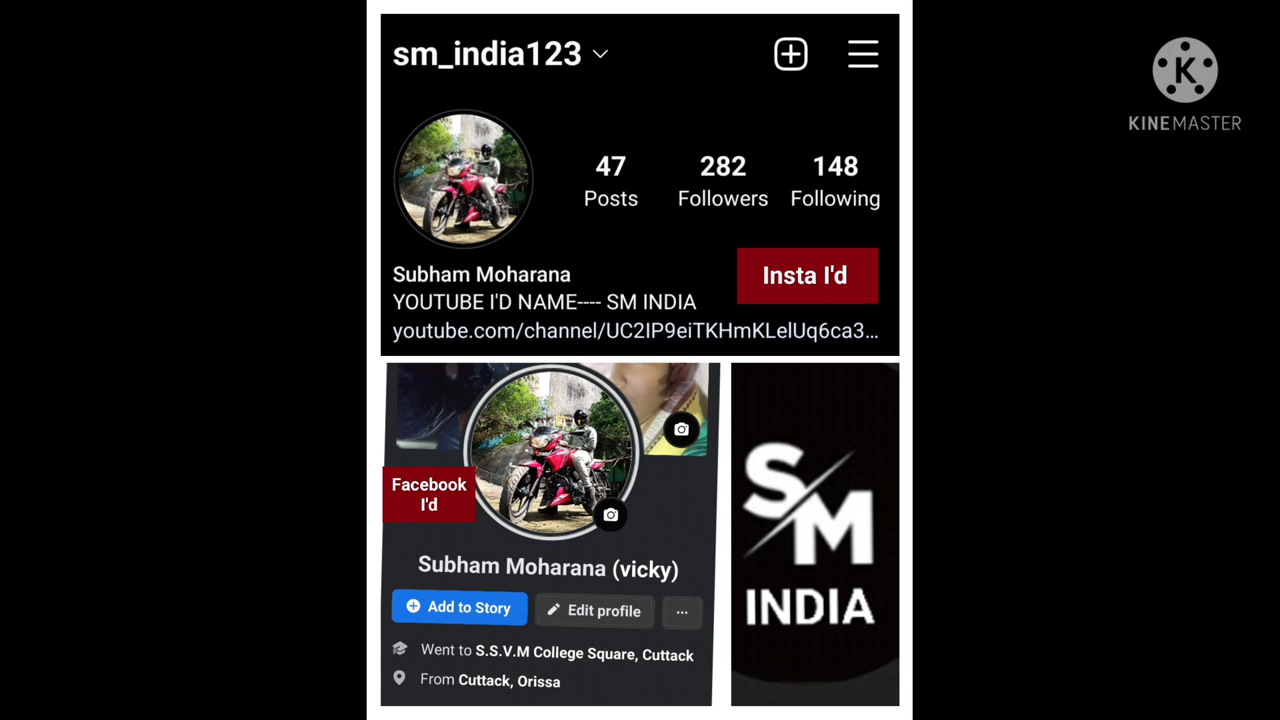 sm_india123
K
KINEMASTER
47 282 148
Posts Followers Following
Subham Moharana
Insta I'd
YOUTUBE I'D NAME---- SM INDIA
youtube.com/channel/UC2IP9eiTKHmKLelUq6ca3...
Facebook
I'd
Subham Moharana (vicky)
Add to Story
Edit profile
...
Went to S.S.V.M College Square, Cuttack
From Cuttack, Orissa
SM
INDIA